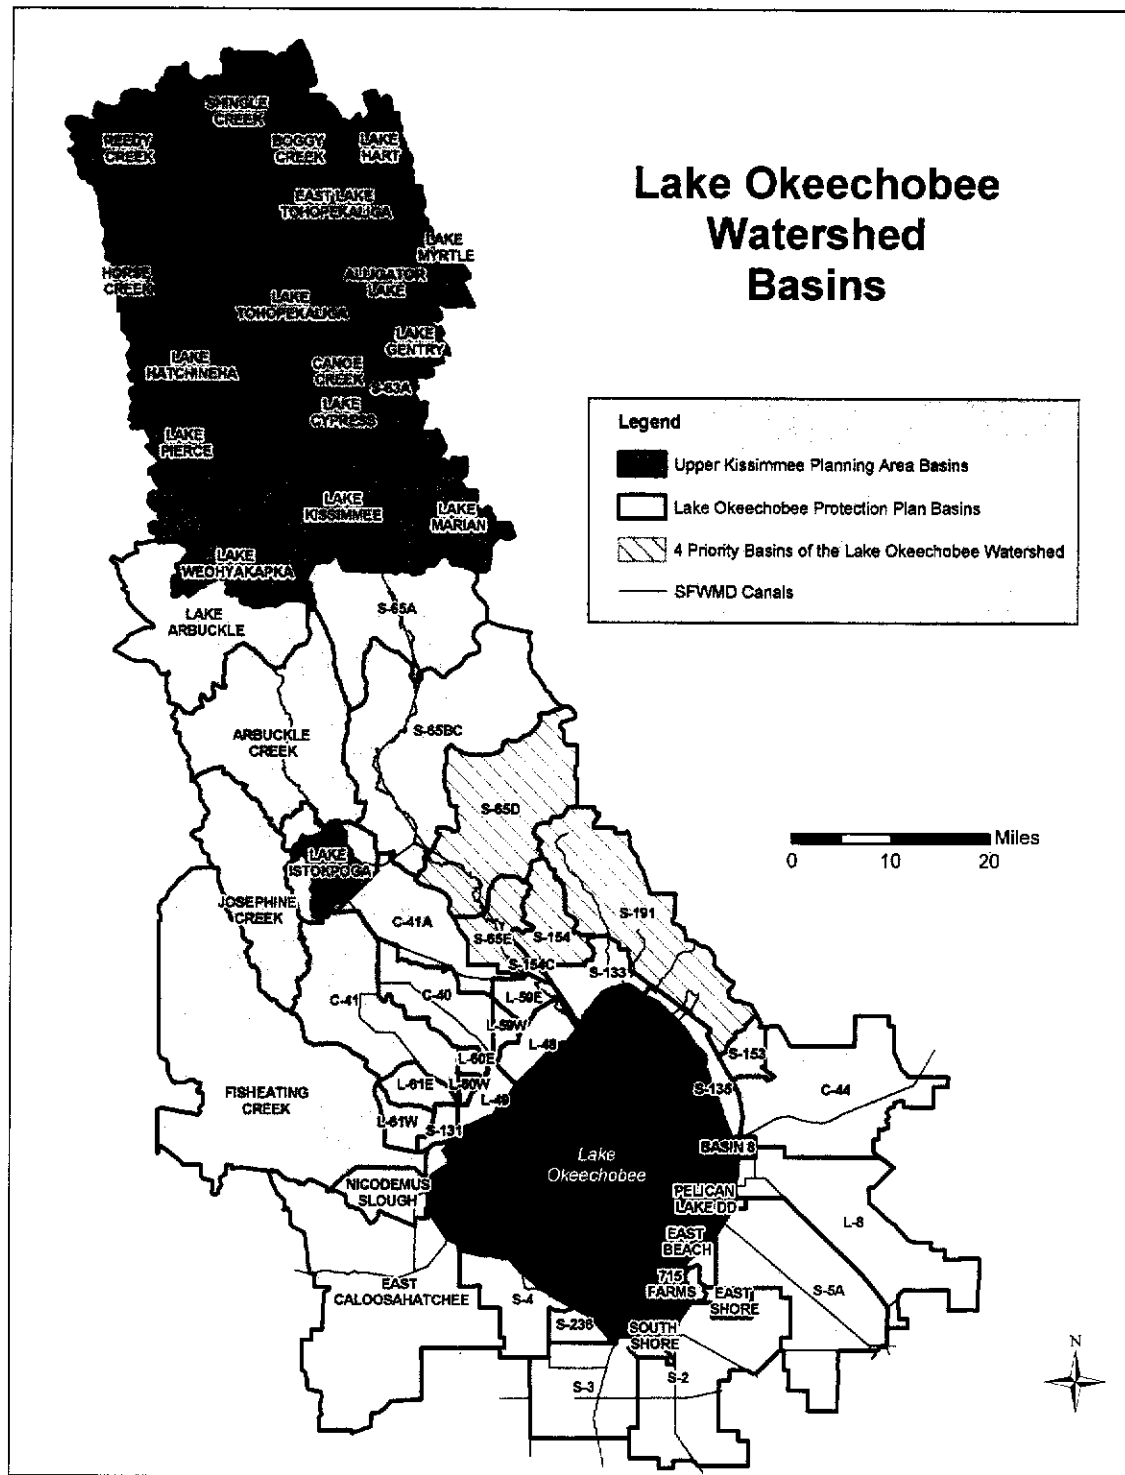 Lake Okeechobee
Watershed
Basins
Legend
Upper Kissimmee Planning Area Basins
Lake Okeechobee Protection Plan Basins
4 Priority Basins of the Lake Okeechobee Watershed
SFWMD Canals
SHINGLE
CREEK
REEDY
CREEK
BOGGY
CREEK
LAKE
HART
EAST LAKE
TOHOPEKALIGA
LAKE
MYRTLE
HORSE
CREEK
ALLIGATOR
LAKE
LAKE
TOHOPEKALIGA
LAKE
GENTRY
LAKE
HATCHINEHA
CANOE
CREEK
S-63A
LAKE
CYPRESS
LAKE
PIERCE
LAKE
KISSIMMEE
LAKE
MARIAN
LAKE
WEOHYAKAPKA
LAKE
ARBUCKLE
S-65A
ARBUCKLE
CREEK
S-65BC
S-65D
Miles
0
10
20
LAKE
ISTOKPOGA
JOSEPHINE
CREEK
C-41A
S-65E
S-154
S-191
S-154C
S-133
C-41
C-40
L-59E
L-59W
L-48
L-60E
L-61E
L-60W
L-49
S-153
S-135
C-44
FISHEATING
CREEK
L-61W
S-131
BASIN 8
Lake
Okeechobee
NICODEMUS
SLOUGH
PELICAN
LAKE DD
L-8
EAST
BEACH
715
FARMS
EAST
SHORE
S-5A
EAST
CALOOSAHATCHEE
S-4
S-236
SOUTH
SHORE
S-3
S-2
N